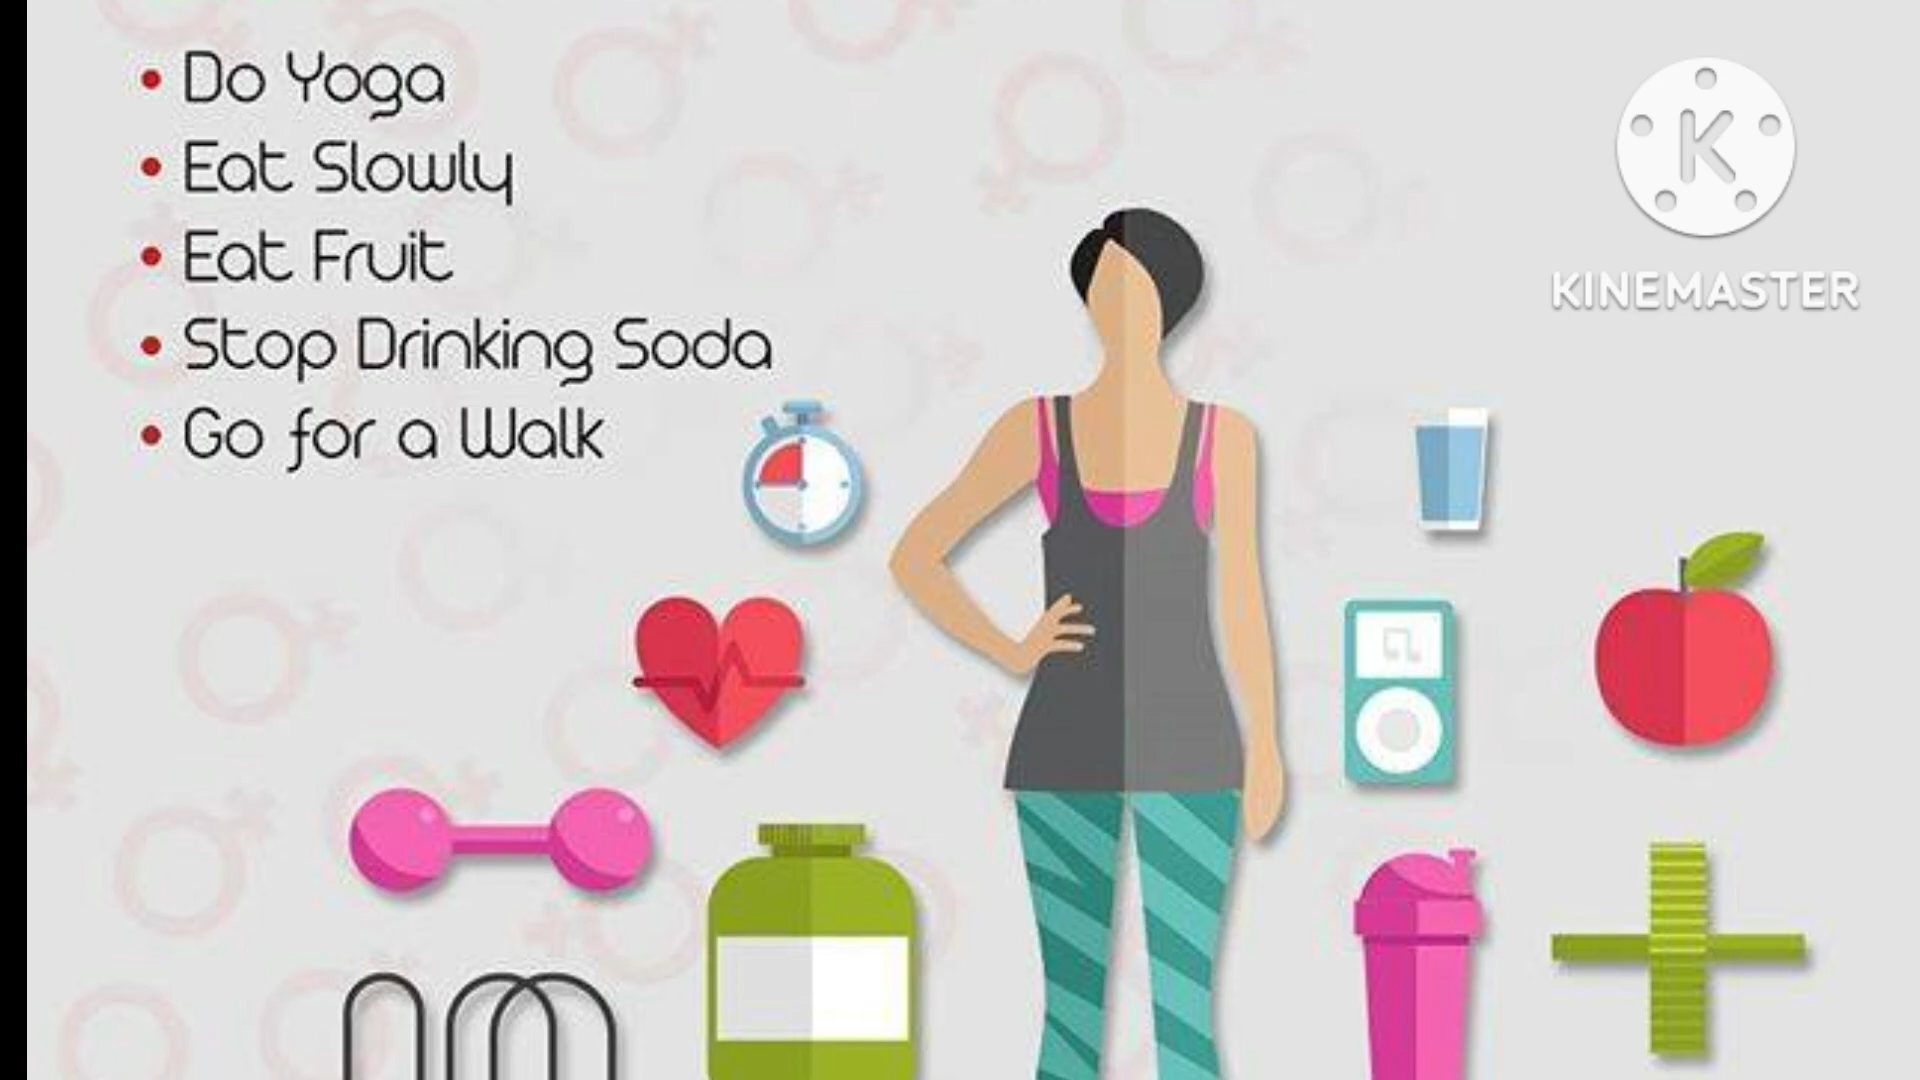 Do Yoga
Eat Slowly
Eat Fruit
Stop Drinking Soda
Go for a Walk
K
KINEMASTER